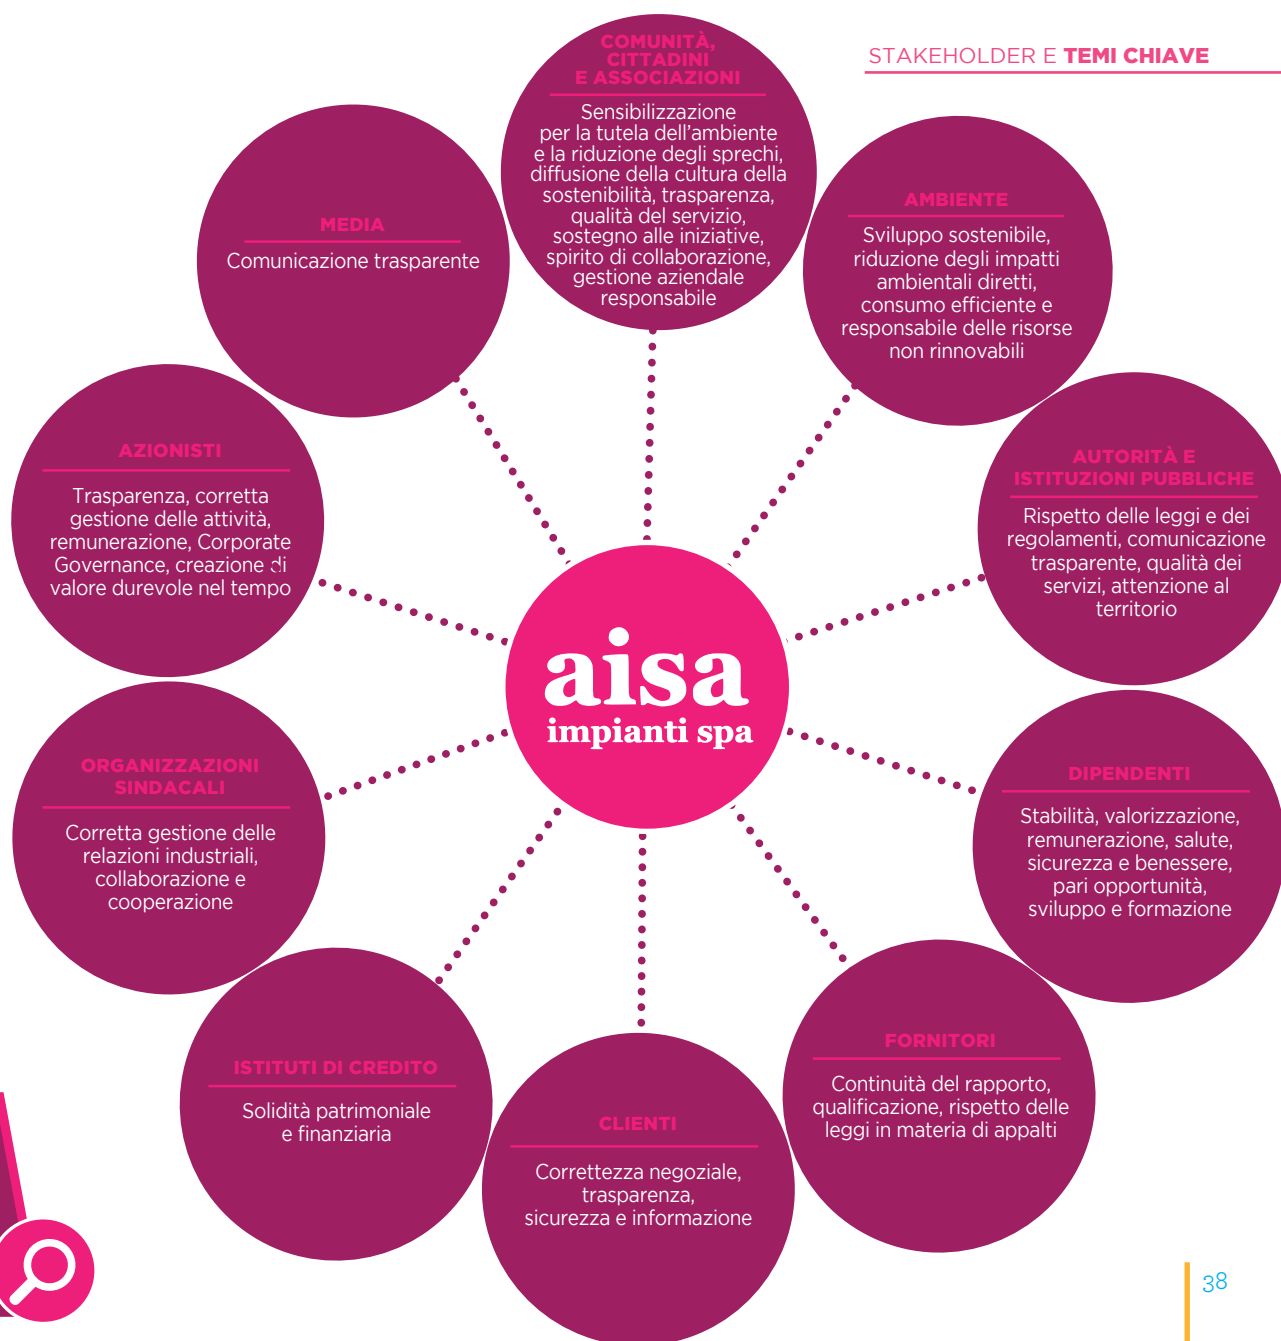 STAKEHOLDER E TEMI CHIAVE
COMUNITÀ,
CITTADINI
E ASSOCIAZIONI
Sensibilizzazione
per la tutela dell'ambiente
e la riduzione degli sprechi,
diffusione della cultura della
sostenibilità, trasparenza,
qualità del servizio,
sostegno alle iniziative,
spirito di collaborazione,
gestione aziendale
responsabile
AMBIENTE
Sviluppo sostenibile,
riduzione degli impatti
ambientali diretti,
consumo efficiente e
responsabile delle risorse
non rinnovabili
AUTORITÀ E
ISTITUZIONI PUBBLICHE
Rispetto delle leggi e dei
regolamenti, comunicazione
trasparente, qualità dei
servizi, attenzione al
territorio
DIPENDENTI
Stabilità, valorizzazione,
remunerazione, salute,
sicurezza e benessere,
pari opportunità,
sviluppo e formazione
FORNITORI
Continuità del rapporto,
qualificazione, rispetto delle
leggi in materia di appalti
CLIENTI
Correttezza negoziale,
trasparenza,
sicurezza e informazione
ISTITUTI DI CREDITO
Solidità patrimoniale
e finanziaria
ORGANIZZAZIONI
SINDACALI
Corretta gestione delle
relazioni industriali,
collaborazione e
cooperazione
AZIONISTI
Trasparenza, corretta
gestione delle attività,
remunerazione, Corporate
Governance, creazione di
valore durevole nel tempo
MEDIA
Comunicazione trasparente
aisa
impianti spa
38